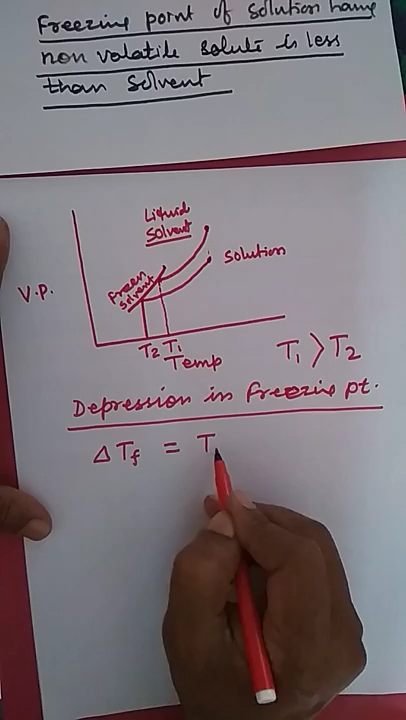 Freezing point of solution having
non volatile solute is less
than solvent
Liquid
solvent
Frozen
solvent
solution
V.P.
T2 T1
Temp
T1 > T2
Depression in freezing pt.
ΔTf = T